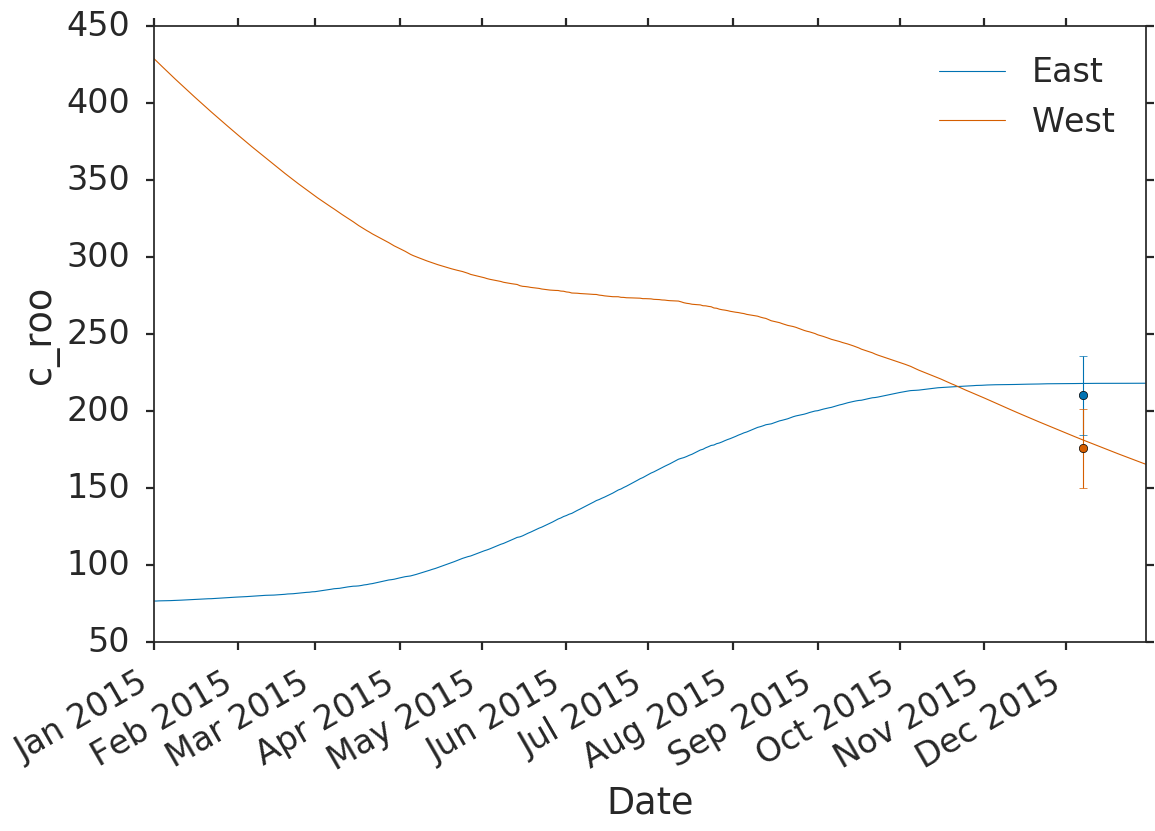 450
400
350
300
250
200
150
100
50
c_roo
East
West
Jan 2015
Feb 2015
Mar 2015
Apr 2015
May 2015
Jun 2015
Jul 2015
Aug 2015
Sep 2015
Oct 2015
Nov 2015
Dec 2015
Date